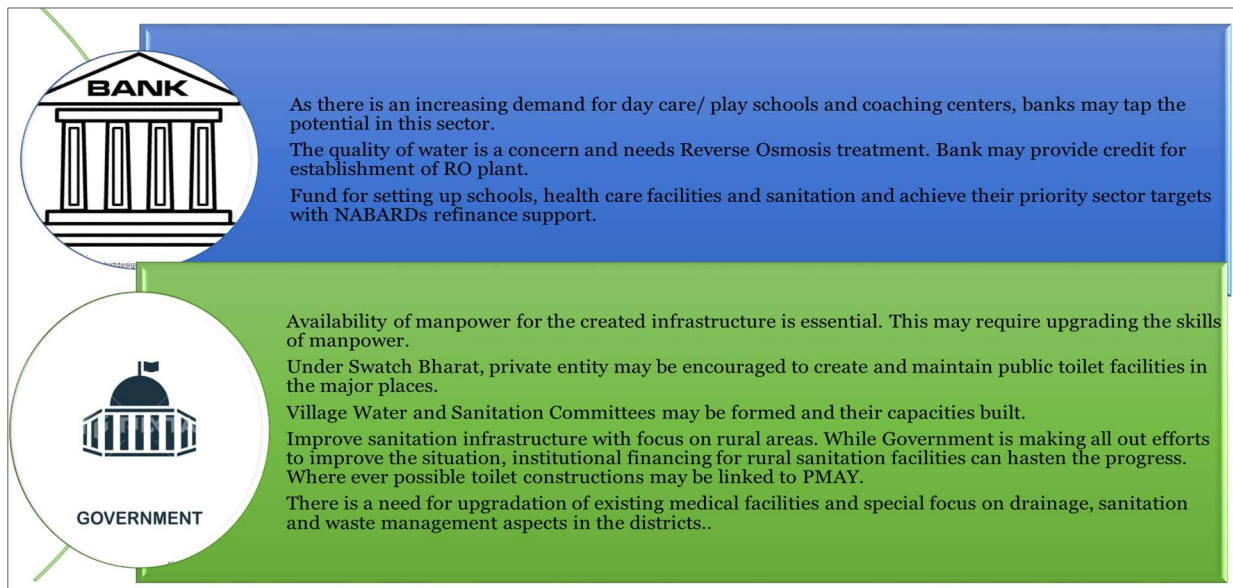 BANK
As there is an increasing demand for day care/ play schools and coaching centers, banks may tap the
potential in this sector.
The quality of water is a concern and needs Reverse Osmosis treatment. Bank may provide credit for
establishment of RO plant.
Fund for setting up schools, health care facilities and sanitation and achieve their priority sector targets
with NABARDs refinance support.
Availability of manpower for the created infrastructure is essential. This may require upgrading the skills
of manpower.
Under Swatch Bharat, private entity may be encouraged to create and maintain public toilet facilities in
the major places.
Village Water and Sanitation Committees may be formed and their capacities built.
Improve sanitation infrastructure with focus on rural areas. While Government is making all out efforts
to improve the situation, institutional financing for rural sanitation facilities can hasten the progress.
Where ever possible toilet constructions may be linked to PMAY.
There is a need for upgradation of existing medical facilities and special focus on drainage, sanitation
and waste management aspects in the districts..
GOVERNMENT